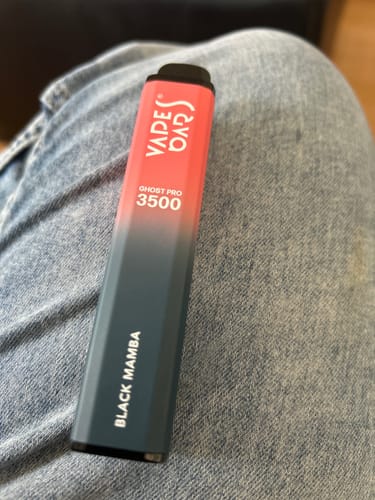 VAPES
BARS
®
GHOST PRO
3500
BLACK MAMBA